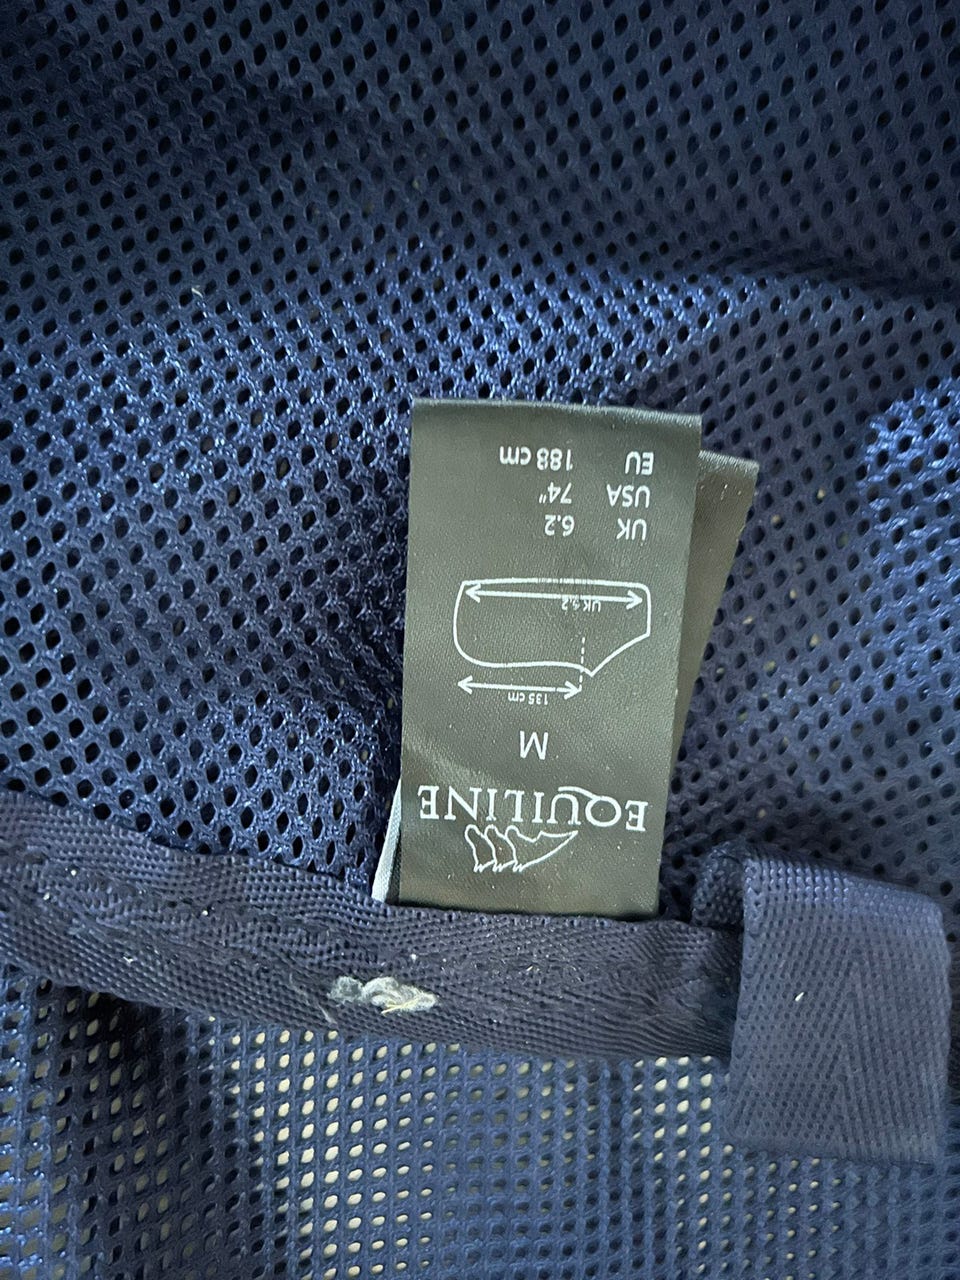 EQUILINE
M
135 cm
UK 6.2
UK 6.2
USA 74"
EU 188 cm